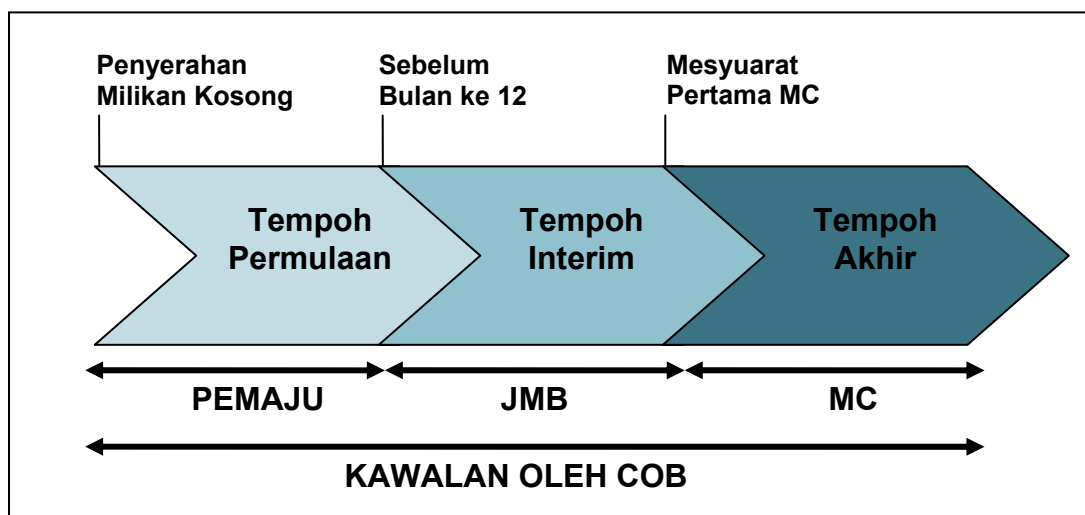 Penyerahan
Milikan Kosong
Sebelum
Bulan ke 12
Mesyuarat
Pertama MC
Tempoh
Permulaan
Tempoh
Interim
Tempoh
Akhir
PEMAJU
JMB
MC
KAWALAN OLEH COB